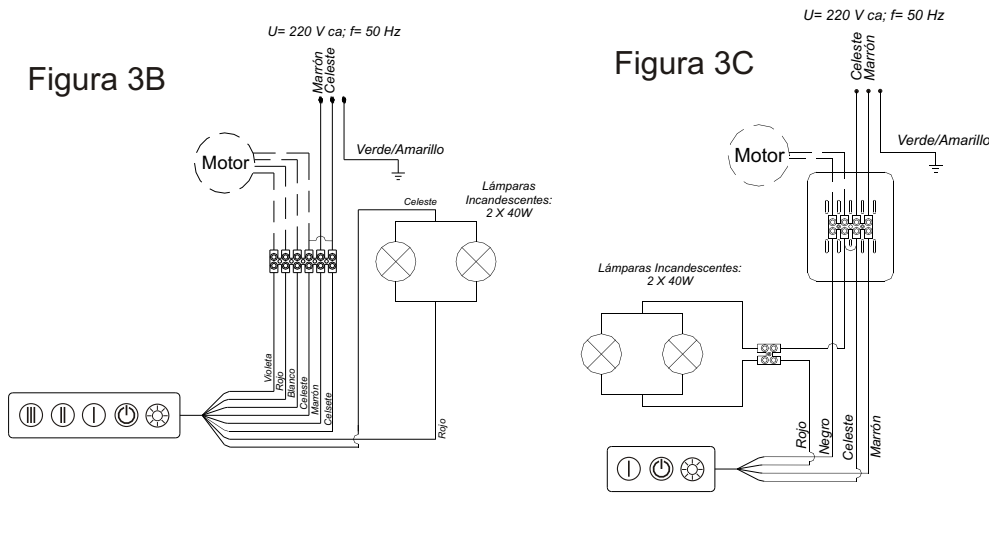 U= 220 V ca; f= 50 Hz
Figura 3B
Marrón
Celeste
Motor
Verde/Amarillo
Lámparas
Incandescentes:
2 X 40W
Celeste
Violeta
Rojo
Blanco
Celeste
Marrón
Celsete
Rojo
U= 220 V ca; f= 50 Hz
Figura 3C
Celeste
Marrón
Motor
Verde/Amarillo
Lámparas Incandescentes:
2 X 40W
Rojo
Negro
Celeste
Marrón